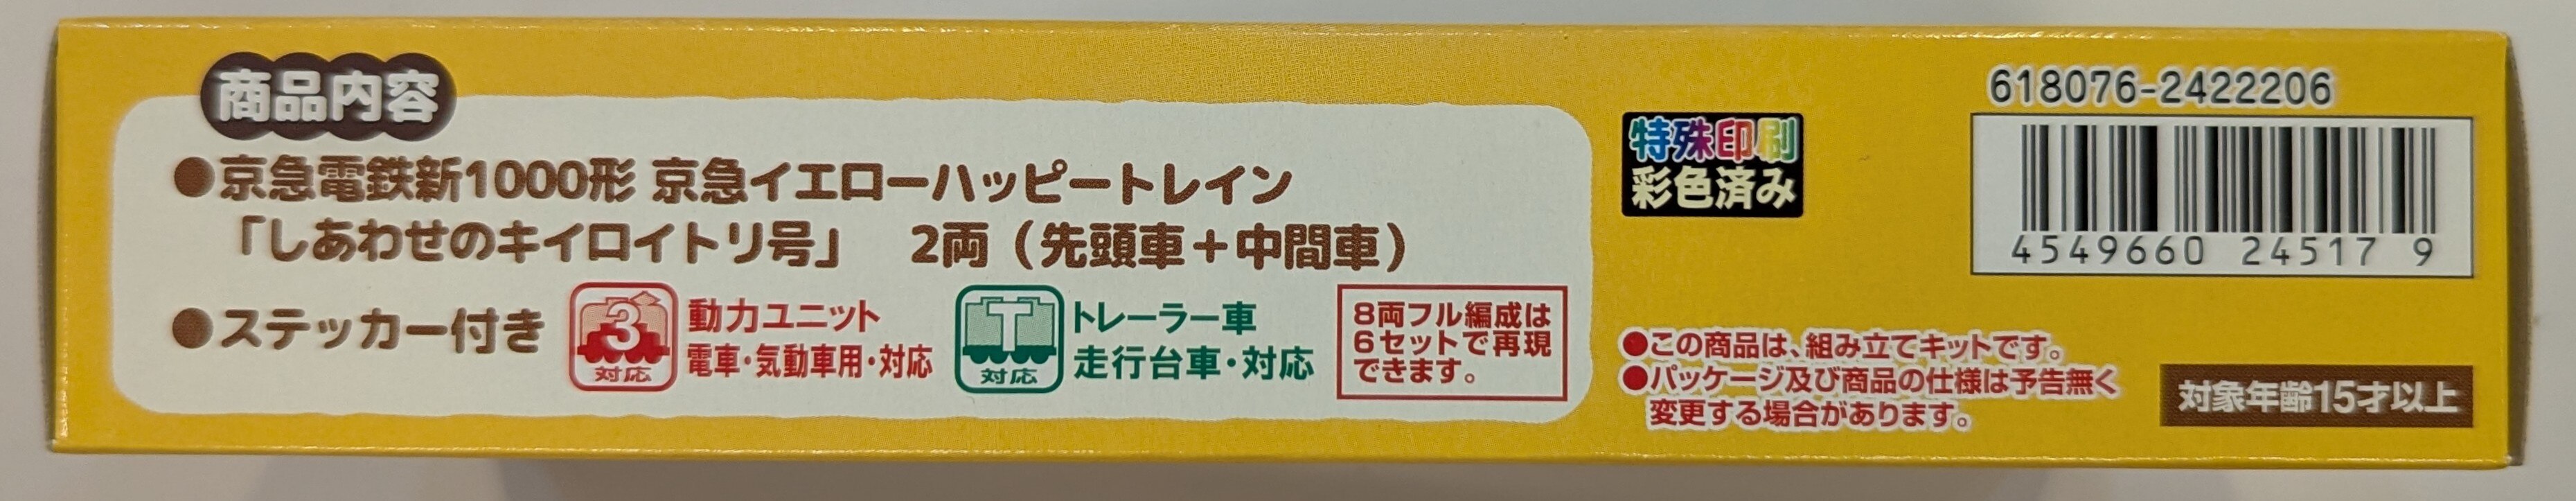 商品内容
●京急電鉄新1000形 京急イエローハッピートレイン
「しあわせのキイロイトリ号」 2両（先頭車＋中間車）
●ステッカー付き
3
対応
動力ユニット
電車・気動車用・対応
T
対応
トレーラー車
走行台車・対応
8両フル編成は
6セットで再現
できます。
特殊印刷
彩色済み
618076-2422206
4549660 24517 9
●この商品は、組み立てキットです。
●パッケージ及び商品の仕様は予告無く
変更する場合があります。
対象年齢15才以上